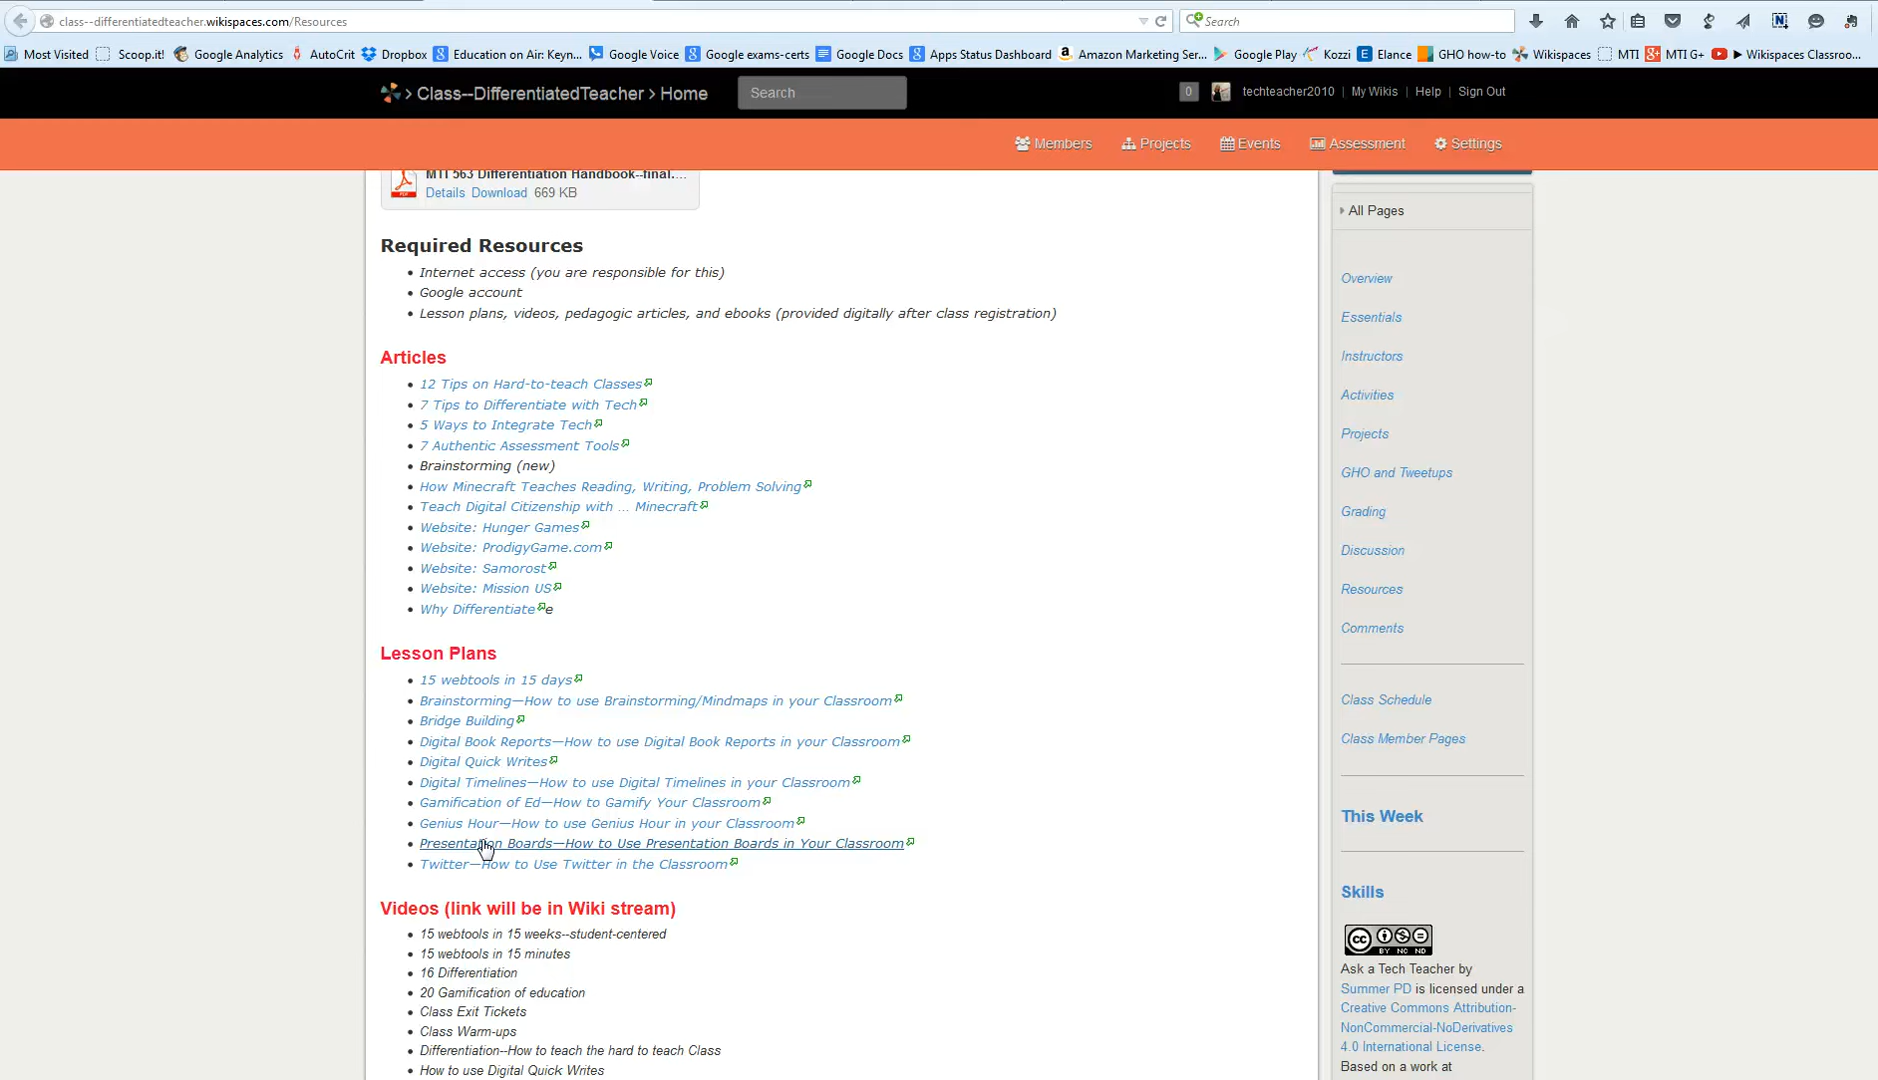 class--differentiatedteacher.wikispaces.com/Resources
Search
Most Visited Scoop.it! Google Analytics AutoCrit Dropbox Education on Air: Keyn... Google Voice Google exams-certs Google Docs Apps Status Dashboard Amazon Marketing Ser... Google Play Kozzi Elance GHO how-to Wikispaces MTI MTI G+ ► Wikispaces Classroo...
› Class--DifferentiatedTeacher › Home
Search
0 techteacher2010 | My Wikis | Help | Sign Out
Members Projects Events Assessment Settings
MTI 563 Differentiation Handbook--final....
Details Download 669 KB
Required Resources
• Internet access (you are responsible for this)
• Google account
• Lesson plans, videos, pedagogic articles, and ebooks (provided digitally after class registration)
Articles
• 12 Tips on Hard-to-teach Classes
• 7 Tips to Differentiate with Tech
• 5 Ways to Integrate Tech
• 7 Authentic Assessment Tools
• Brainstorming (new)
• How Minecraft Teaches Reading, Writing, Problem Solving
• Teach Digital Citizenship with ... Minecraft
• Website: Hunger Games
• Website: ProdigyGame.com
• Website: Samorost
• Website: Mission US
• Why Differentiate e
Lesson Plans
• 15 webtools in 15 days
• Brainstorming—How to use Brainstorming/Mindmaps in your Classroom
• Bridge Building
• Digital Book Reports—How to use Digital Book Reports in your Classroom
• Digital Quick Writes
• Digital Timelines—How to use Digital Timelines in your Classroom
• Gamification of Ed—How to Gamify Your Classroom
• Genius Hour—How to use Genius Hour in your Classroom
• Presentation Boards—How to Use Presentation Boards in Your Classroom
• Twitter—How to Use Twitter in the Classroom
Videos (link will be in Wiki stream)
• 15 webtools in 15 weeks--student-centered
• 15 webtools in 15 minutes
• 16 Differentiation
• 20 Gamification of education
• Class Exit Tickets
• Class Warm-ups
• Differentiation--How to teach the hard to teach Class
• How to use Digital Quick Writes
All Pages
Overview
Essentials
Instructors
Activities
Projects
GHO and Tweetups
Grading
Discussion
Resources
Comments
Class Schedule
Class Member Pages
This Week
Skills
cc BY NC ND
Ask a Tech Teacher by
Summer PD is licensed under a
Creative Commons Attribution-
NonCommercial-NoDerivatives
4.0 International License.
Based on a work at